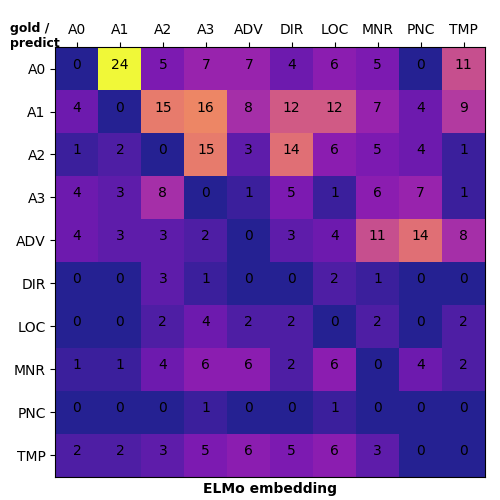 gold / A0 A1 A2 A3 ADV DIR LOC MNR PNC TMP
predict
A0 0 24 5 7 7 4 6 5 0 11
A1 4 0 15 16 8 12 12 7 4 9
A2 1 2 0 15 3 14 6 5 4 1
A3 4 3 8 0 1 5 1 6 7 1
ADV 4 3 3 2 0 3 4 11 14 8
DIR 0 0 3 1 0 0 2 1 0 0
LOC 0 0 2 4 2 2 0 2 0 2
MNR 1 1 4 6 6 2 6 0 4 2
PNC 0 0 0 1 0 0 1 0 0 0
TMP 2 2 3 5 6 5 6 3 0 0
ELMo embedding